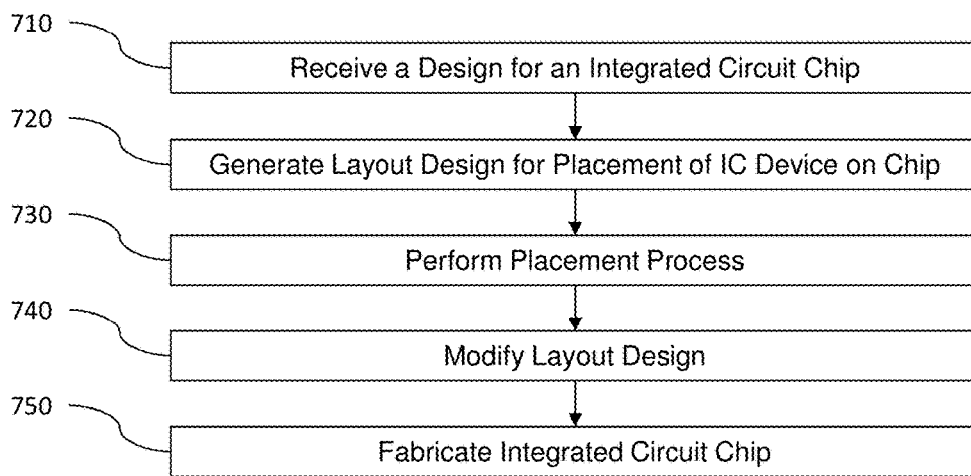 710
Receive a Design for an Integrated Circuit Chip
720
Generate Layout Design for Placement of IC Device on Chip
730
Perform Placement Process
740
Modify Layout Design
750
Fabricate Integrated Circuit Chip